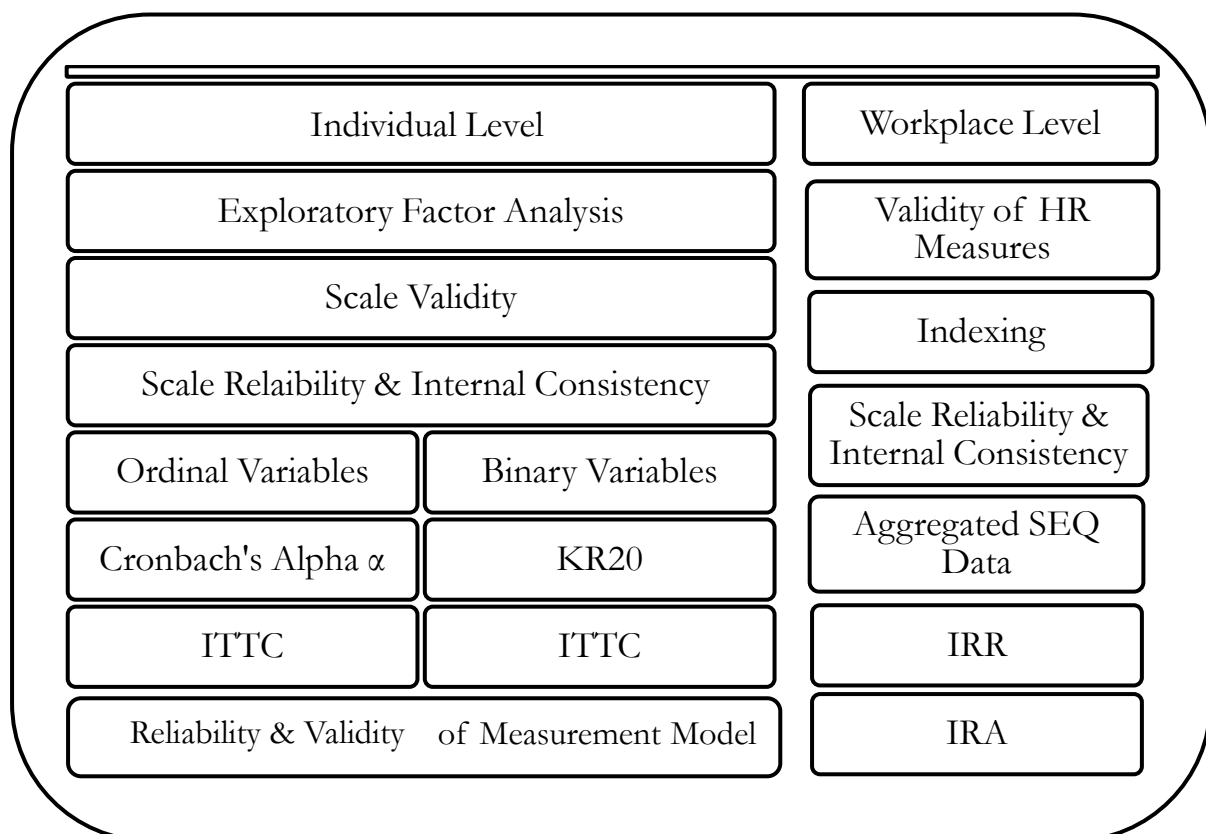 Individual Level
Exploratory Factor Analysis
Scale Validity
Scale Relaibility & Internal Consistency
Ordinal Variables
Binary Variables
Cronbach's Alpha α
KR20
ITTC
ITTC
Reliability & Validity of Measurement Model
Workplace Level
Validity of HR
Measures
Indexing
Scale Reliability &
Internal Consistency
Aggregated SEQ
Data
IRR
IRA